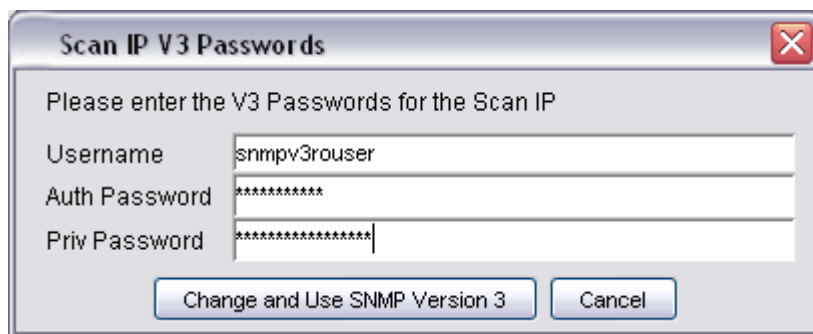 Scan IP V3 Passwords
Please enter the V3 Passwords for the Scan IP
Username snmpv3rouser
Auth Password ***********
Priv Password *****************
Change and Use SNMP Version 3 Cancel